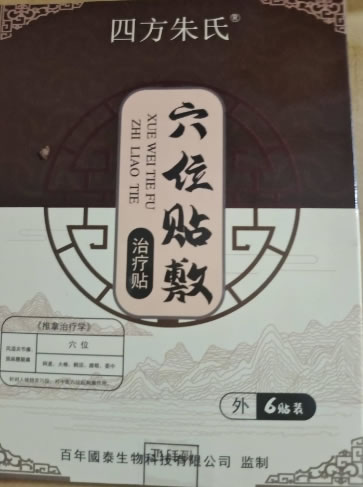 四方朱氏®
穴位贴敷
XUE WEI TIE FU
ZHI LIAO TIE
治疗贴
《推拿治疗学》
穴位
外 6贴装
百年國泰生物科技有限公司 监制